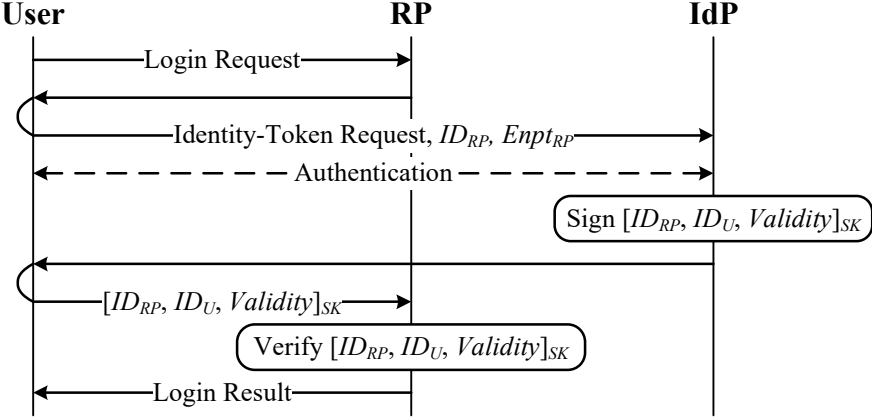 User RP IdP
Login Request
Identity-Token Request, ID_RP, Enpt_RP
Authentication
Sign [ID_RP, ID_U, Validity]_SK
[ID_RP, ID_U, Validity]_SK
Verify [ID_RP, ID_U, Validity]_SK
Login Result